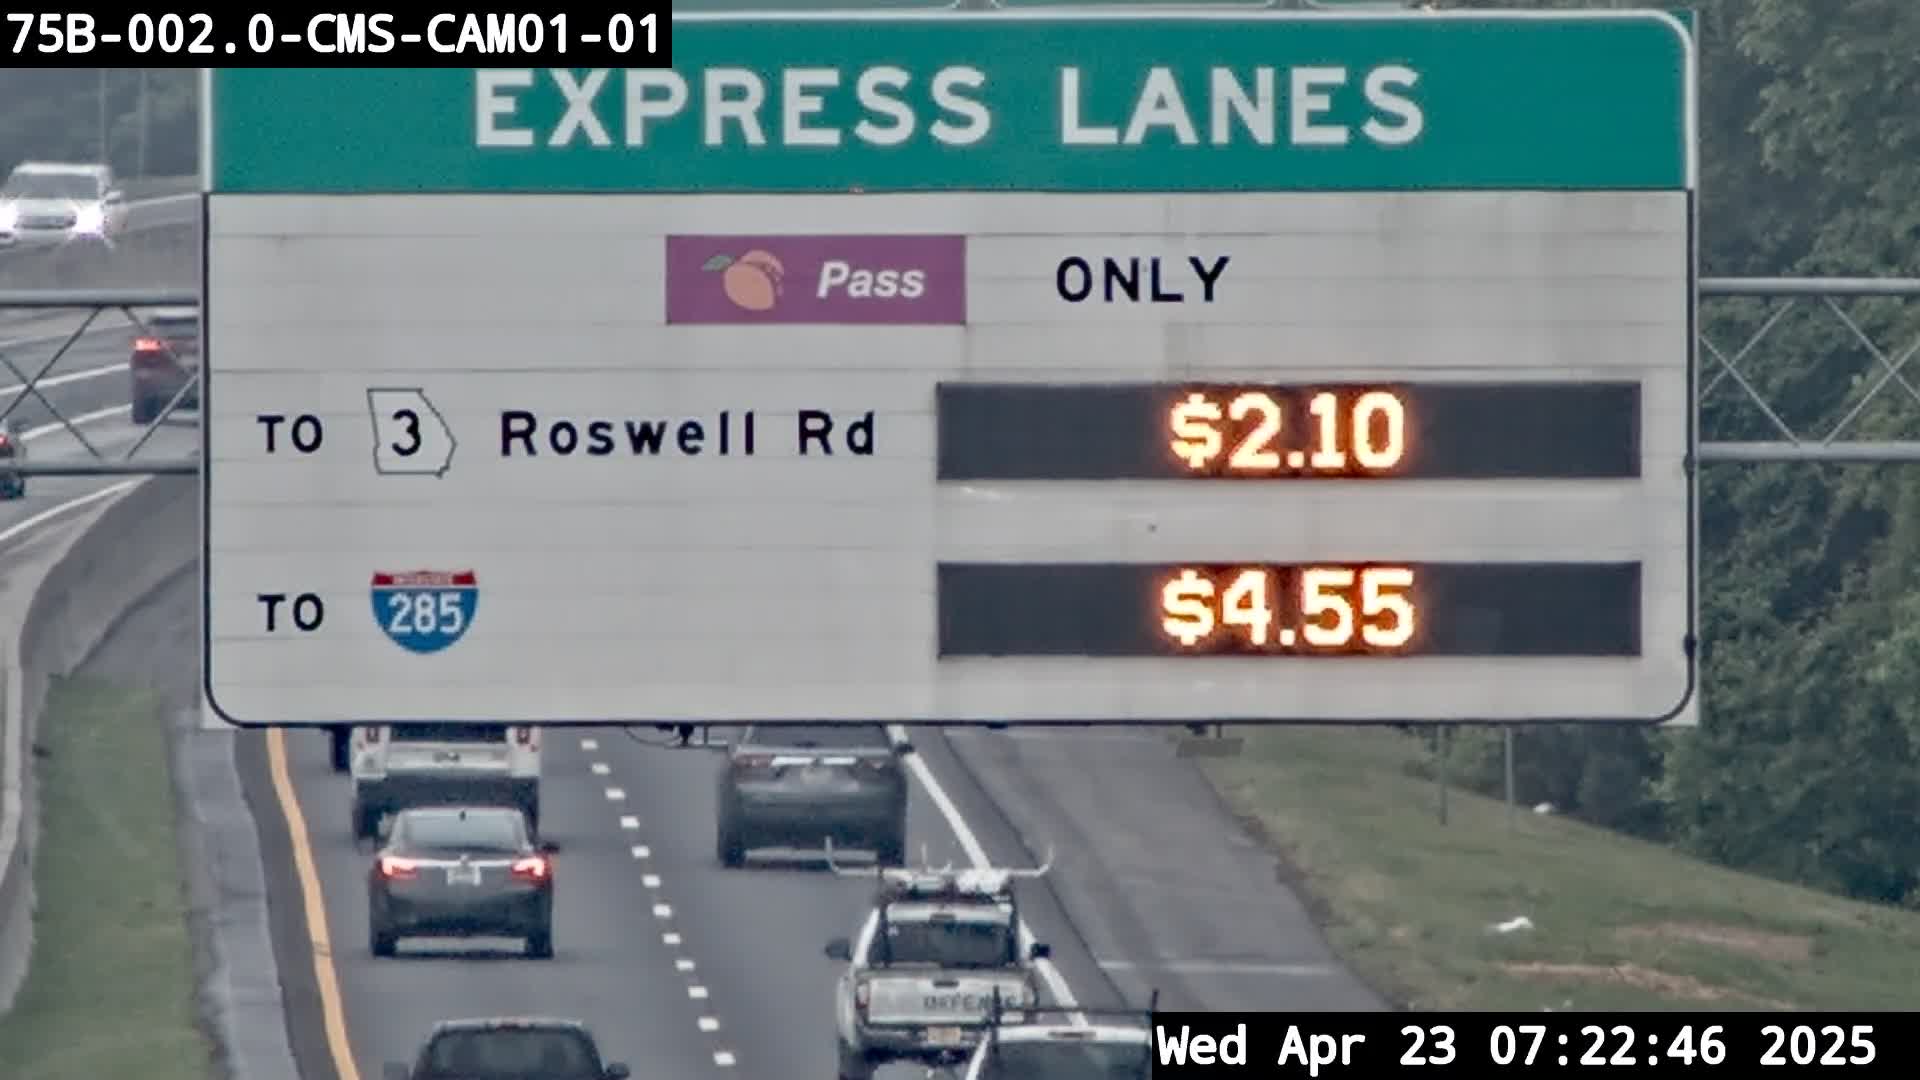 75B-002.0-CMS-CAM01-01
EXPRESS LANES
Pass ONLY
TO 3 Roswell Rd $2.10
TO 285 $4.55
DEFENSE
Wed Apr 23 07:22:46 2025